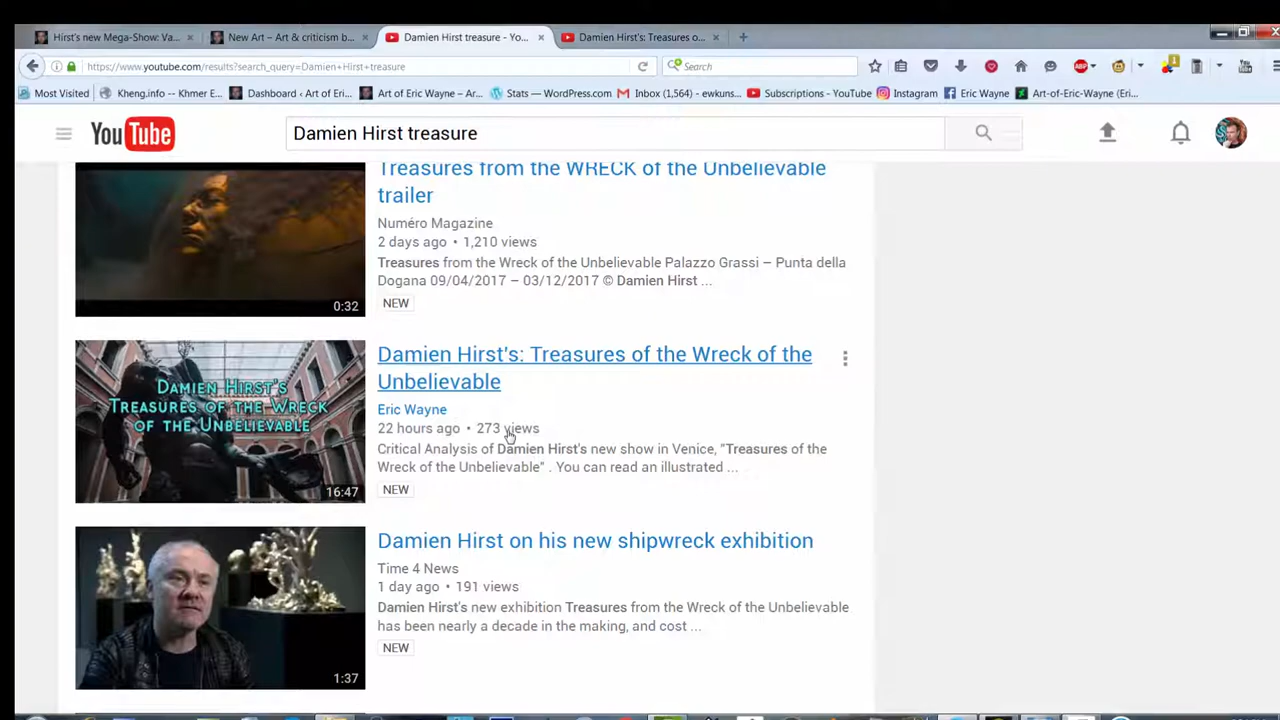 Hirst's new Mega-Show: Va... × New Art – Art & criticism b... × Damien Hirst treasure - Yo... × Damien Hirst's: Treasures o... × +
https://www.youtube.com/results?search_query=Damien+Hirst+treasure Search
Most Visited Kheng.info – Khmer E... Dashboard ‹ Art of Eri... Art of Eric Wayne – Ar... Stats — WordPress.com Inbox (1,564) - ewkuns... Subscriptions - YouTube Instagram Eric Wayne Art-of-Eric-Wayne (Eri...
YouTube Damien Hirst treasure
Treasures from the WRECK of the Unbelievable
trailer
Numéro Magazine
2 days ago • 1,210 views
Treasures from the Wreck of the Unbelievable Palazzo Grassi – Punta della
Dogana 09/04/2017 – 03/12/2017 © Damien Hirst ...
NEW
0:32
Damien Hirst's: Treasures of the Wreck of the
Unbelievable
Eric Wayne
22 hours ago • 273 views
Critical Analysis of Damien Hirst's new show in Venice, "Treasures of the
Wreck of the Unbelievable" . You can read an illustrated ...
NEW
DAMIEN HIRST'S
TREASURES OF THE WRECK
OF THE UNBELIEVABLE
16:47
Damien Hirst on his new shipwreck exhibition
Time 4 News
1 day ago • 191 views
Damien Hirst's new exhibition Treasures from the Wreck of the Unbelievable
has been nearly a decade in the making, and cost ...
NEW
1:37